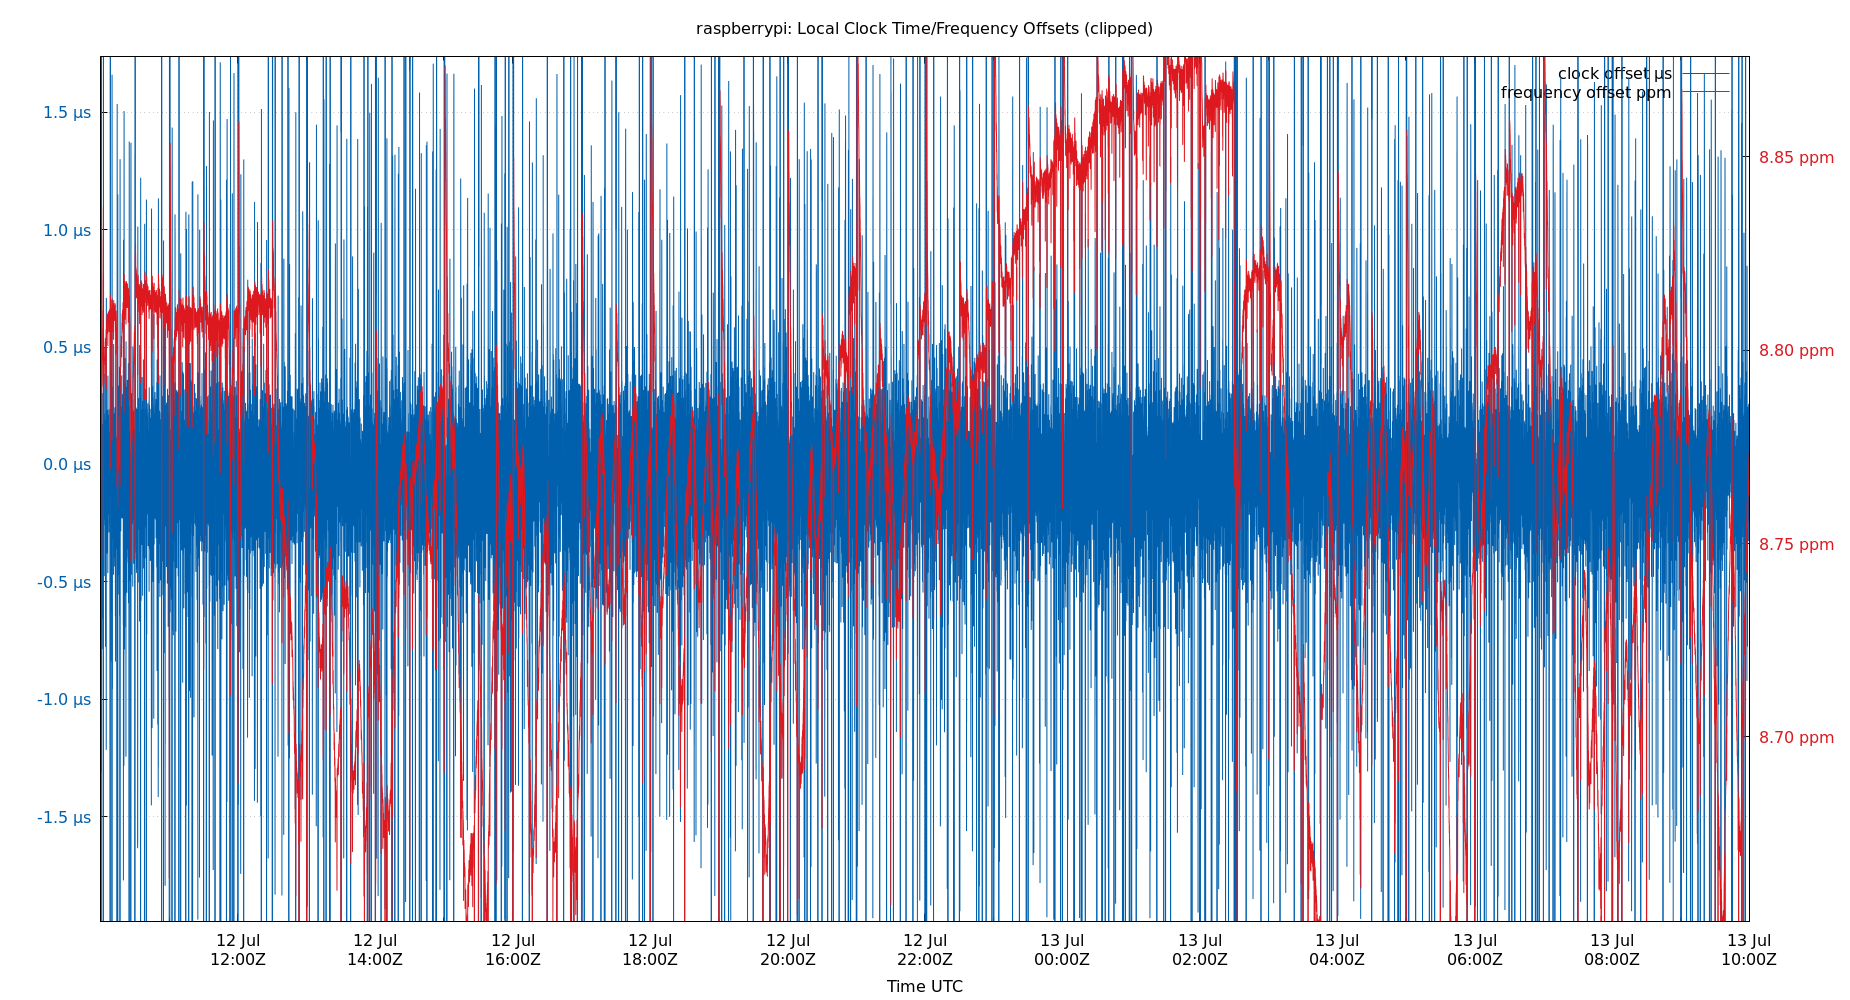 raspberrypi: Local Clock Time/Frequency Offsets (clipped)
clock offset µs
frequency offset ppm
1.5 µs
1.0 µs
0.5 µs
0.0 µs
-0.5 µs
-1.0 µs
-1.5 µs
8.85 ppm
8.80 ppm
8.75 ppm
8.70 ppm
12 Jul 12 Jul 12 Jul 12 Jul 12 Jul 12 Jul 13 Jul 13 Jul 13 Jul 13 Jul 13 Jul 13 Jul
12:00Z 14:00Z 16:00Z 18:00Z 20:00Z 22:00Z 00:00Z 02:00Z 04:00Z 06:00Z 08:00Z 10:00Z
Time UTC